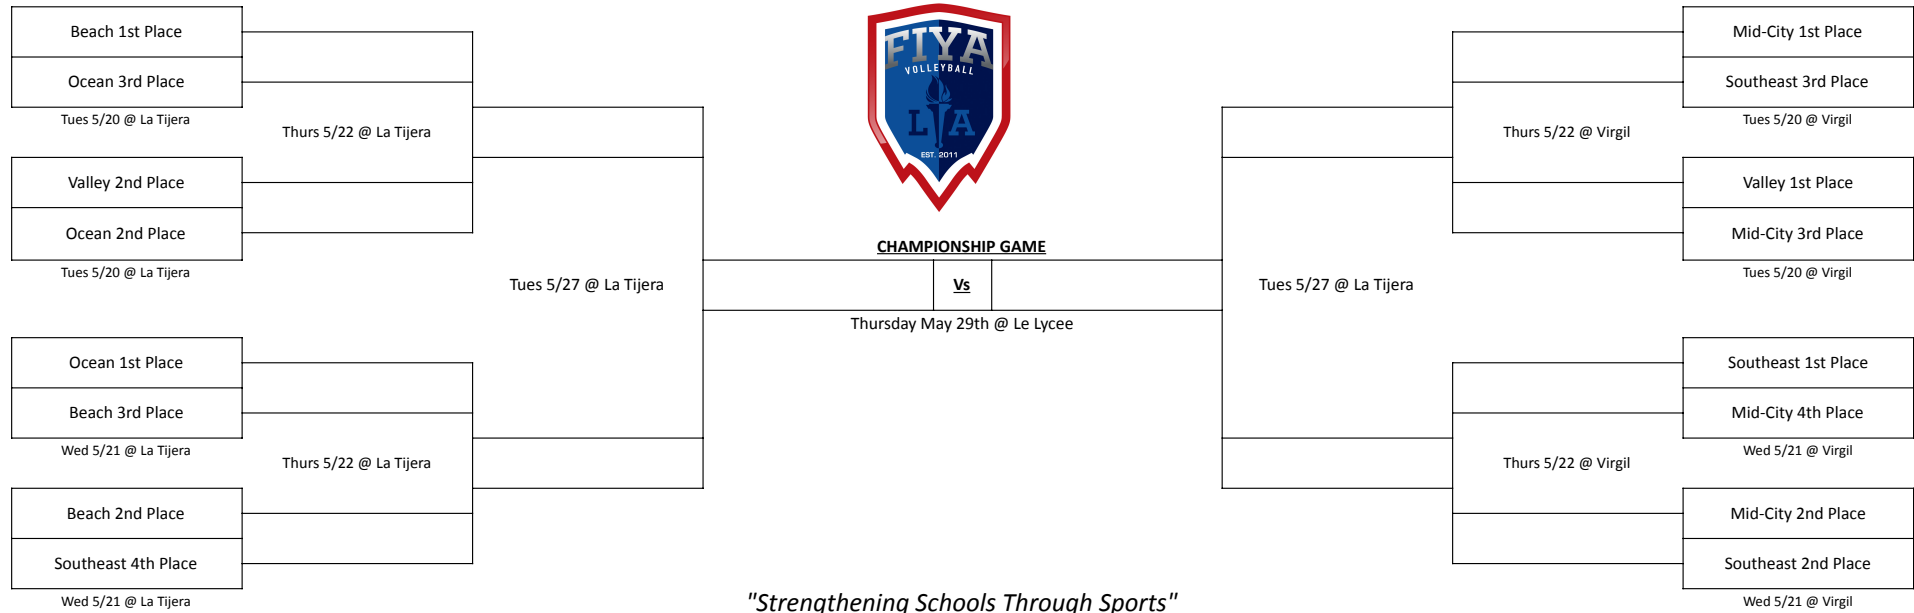 Beach 1st Place
Ocean 3rd Place
Tues 5/20 @ La Tijera
Valley 2nd Place
Ocean 2nd Place
Tues 5/20 @ La Tijera
Ocean 1st Place
Beach 3rd Place
Wed 5/21 @ La Tijera
Beach 2nd Place
Southeast 4th Place
Wed 5/21 @ La Tijera
Thurs 5/22 @ La Tijera
Thurs 5/22 @ La Tijera
Tues 5/27 @ La Tijera
FIYA
VOLLEYBALL
LA
EST. 2011
CHAMPIONSHIP GAME
Vs
Thursday May 29th @ Le Lycee
"Strengthening Schools Through Sports"
Tues 5/27 @ La Tijera
Thurs 5/22 @ Virgil
Thurs 5/22 @ Virgil
Mid-City 1st Place
Southeast 3rd Place
Tues 5/20 @ Virgil
Valley 1st Place
Mid-City 3rd Place
Tues 5/20 @ Virgil
Southeast 1st Place
Mid-City 4th Place
Wed 5/21 @ Virgil
Mid-City 2nd Place
Southeast 2nd Place
Wed 5/21 @ Virgil